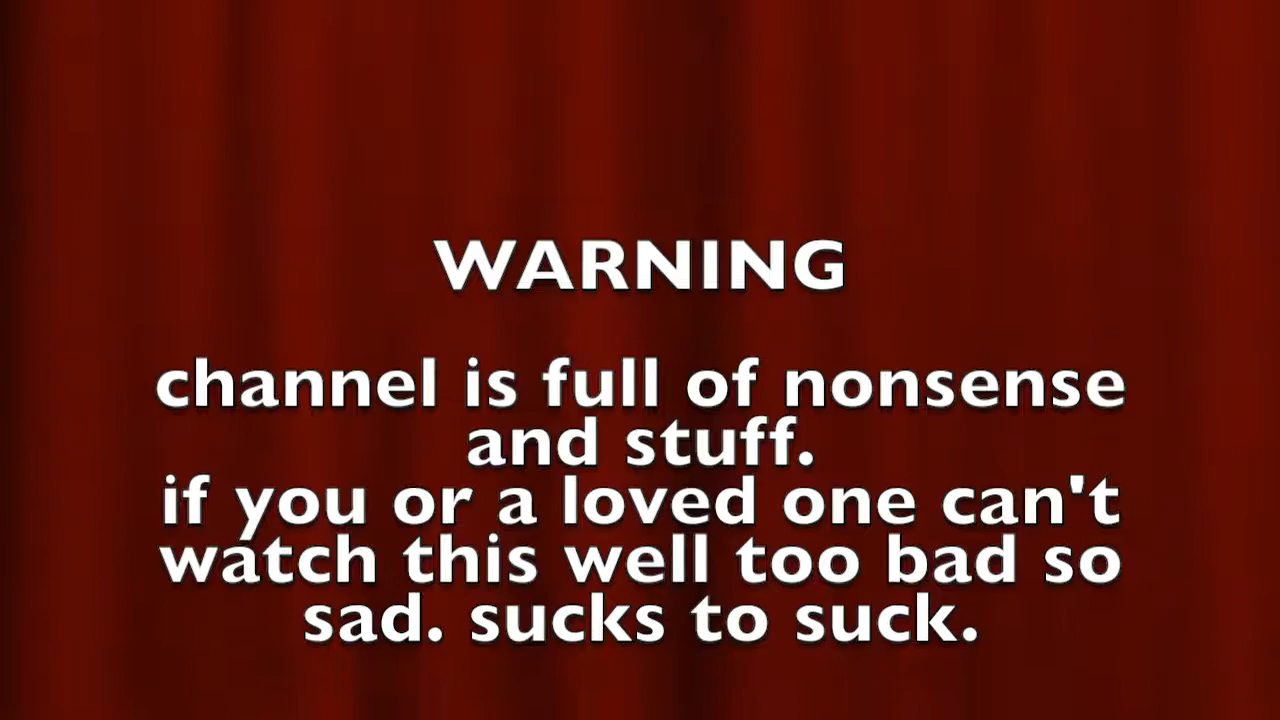 WARNING
channel is full of nonsense
and stuff.
if you or a loved one can't
watch this well too bad so
sad. sucks to suck.